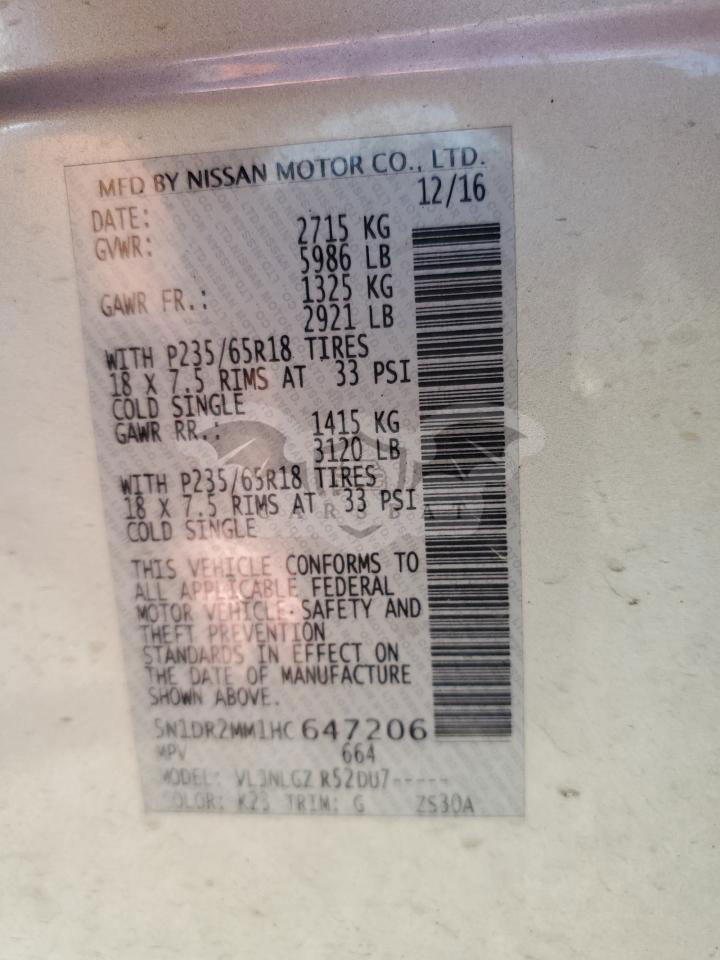 MFD BY NISSAN MOTOR CO., LTD.
DATE: 12/16
GVWR: 2715 KG
5986 LB
GAWR FR.: 1325 KG
2921 LB
WITH P235/65R18 TIRES
18 X 7.5 RIMS AT 33 PSI
COLD SINGLE
GAWR RR.: 1415 KG
3120 LB
WITH P235/65R18 TIRES
18 X 7.5 RIMS AT 33 PSI
COLD SINGLE
THIS VEHICLE CONFORMS TO
ALL APPLICABLE FEDERAL
MOTOR VEHICLE SAFETY AND
THEFT PREVENTION
STANDARDS IN EFFECT ON
THE DATE OF MANUFACTURE
SHOWN ABOVE.
5N1DR2MM1HC647206
MPV 664
MODEL: VL3NLGZ R52DU7-----
COLOR: K23 TRIM: G ZS30A
CARSBAT